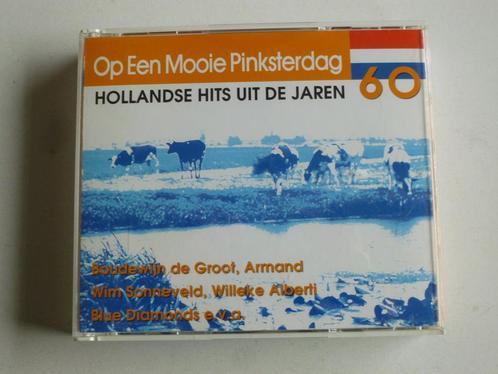 Op Een Mooie Pinksterdag
HOLLANDSE HITS UIT DE JAREN 60
Boudewijn de Groot, Armand
Wim Sonneveld, Willeke Alberti
Blue Diamonds e.v.a.